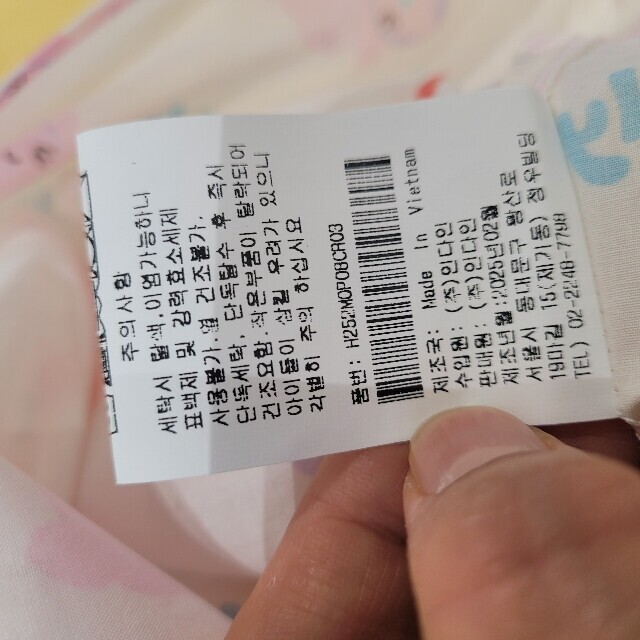 주의사항
세탁시 탈색.이염가능하니
표백제 및 강력효소세제
사용불가.열 건조불가.
단독세탁, 단독탈수 후 즉시
건조요함.작은부품이 탈락되어
아이들이 삼킬 우려가 있으니
각별히 주의 하십시요
품번: H252MOP08CR03
제조국: Made In Vietnam
수입원: (주)인다인
판매원: (주)인다인
제조년월:2025년02월
서울시 동대문구 왕산로
19마길 15(제기동) 정우빌딩
TEL) 02-2248-7798